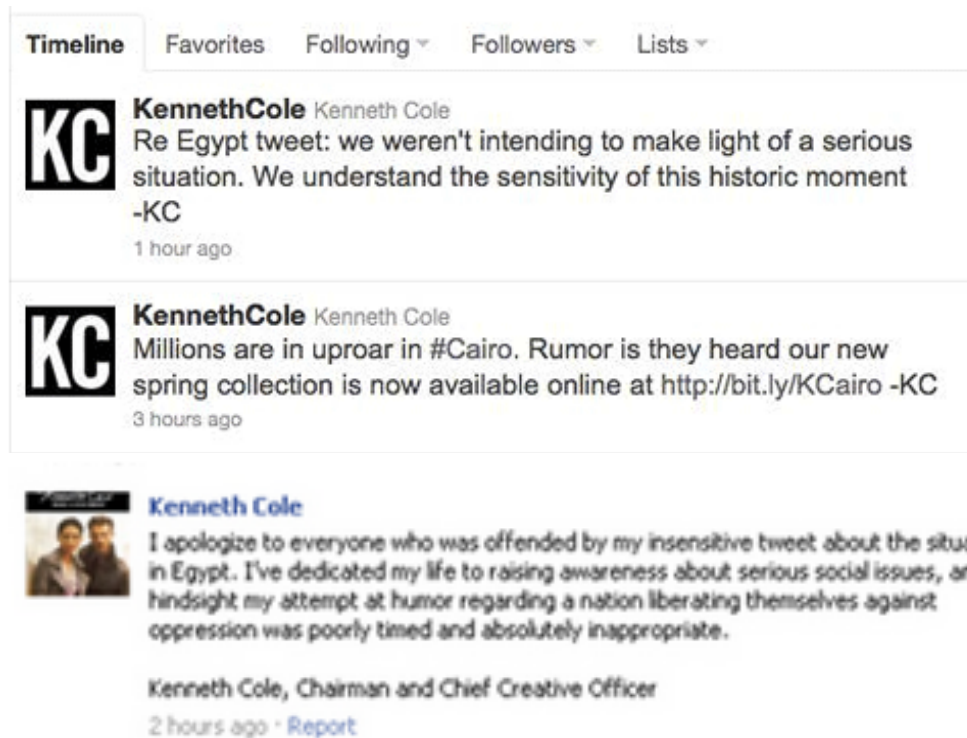 Timeline Favorites Following Followers Lists
KC
KennethCole Kenneth Cole
Re Egypt tweet: we weren't intending to make light of a serious
situation. We understand the sensitivity of this historic moment
-KC
1 hour ago
KC
KennethCole Kenneth Cole
Millions are in uproar in #Cairo. Rumor is they heard our new
spring collection is now available online at http://bit.ly/KCairo -KC
3 hours ago
Kenneth Cole
I apologize to everyone who was offended by my insensitive tweet about the situa
in Egypt. I've dedicated my life to raising awareness about serious social issues, an
hindsight my attempt at humor regarding a nation liberating themselves against
oppression was poorly timed and absolutely inappropriate.
Kenneth Cole, Chairman and Chief Creative Officer
2 hours ago · Report